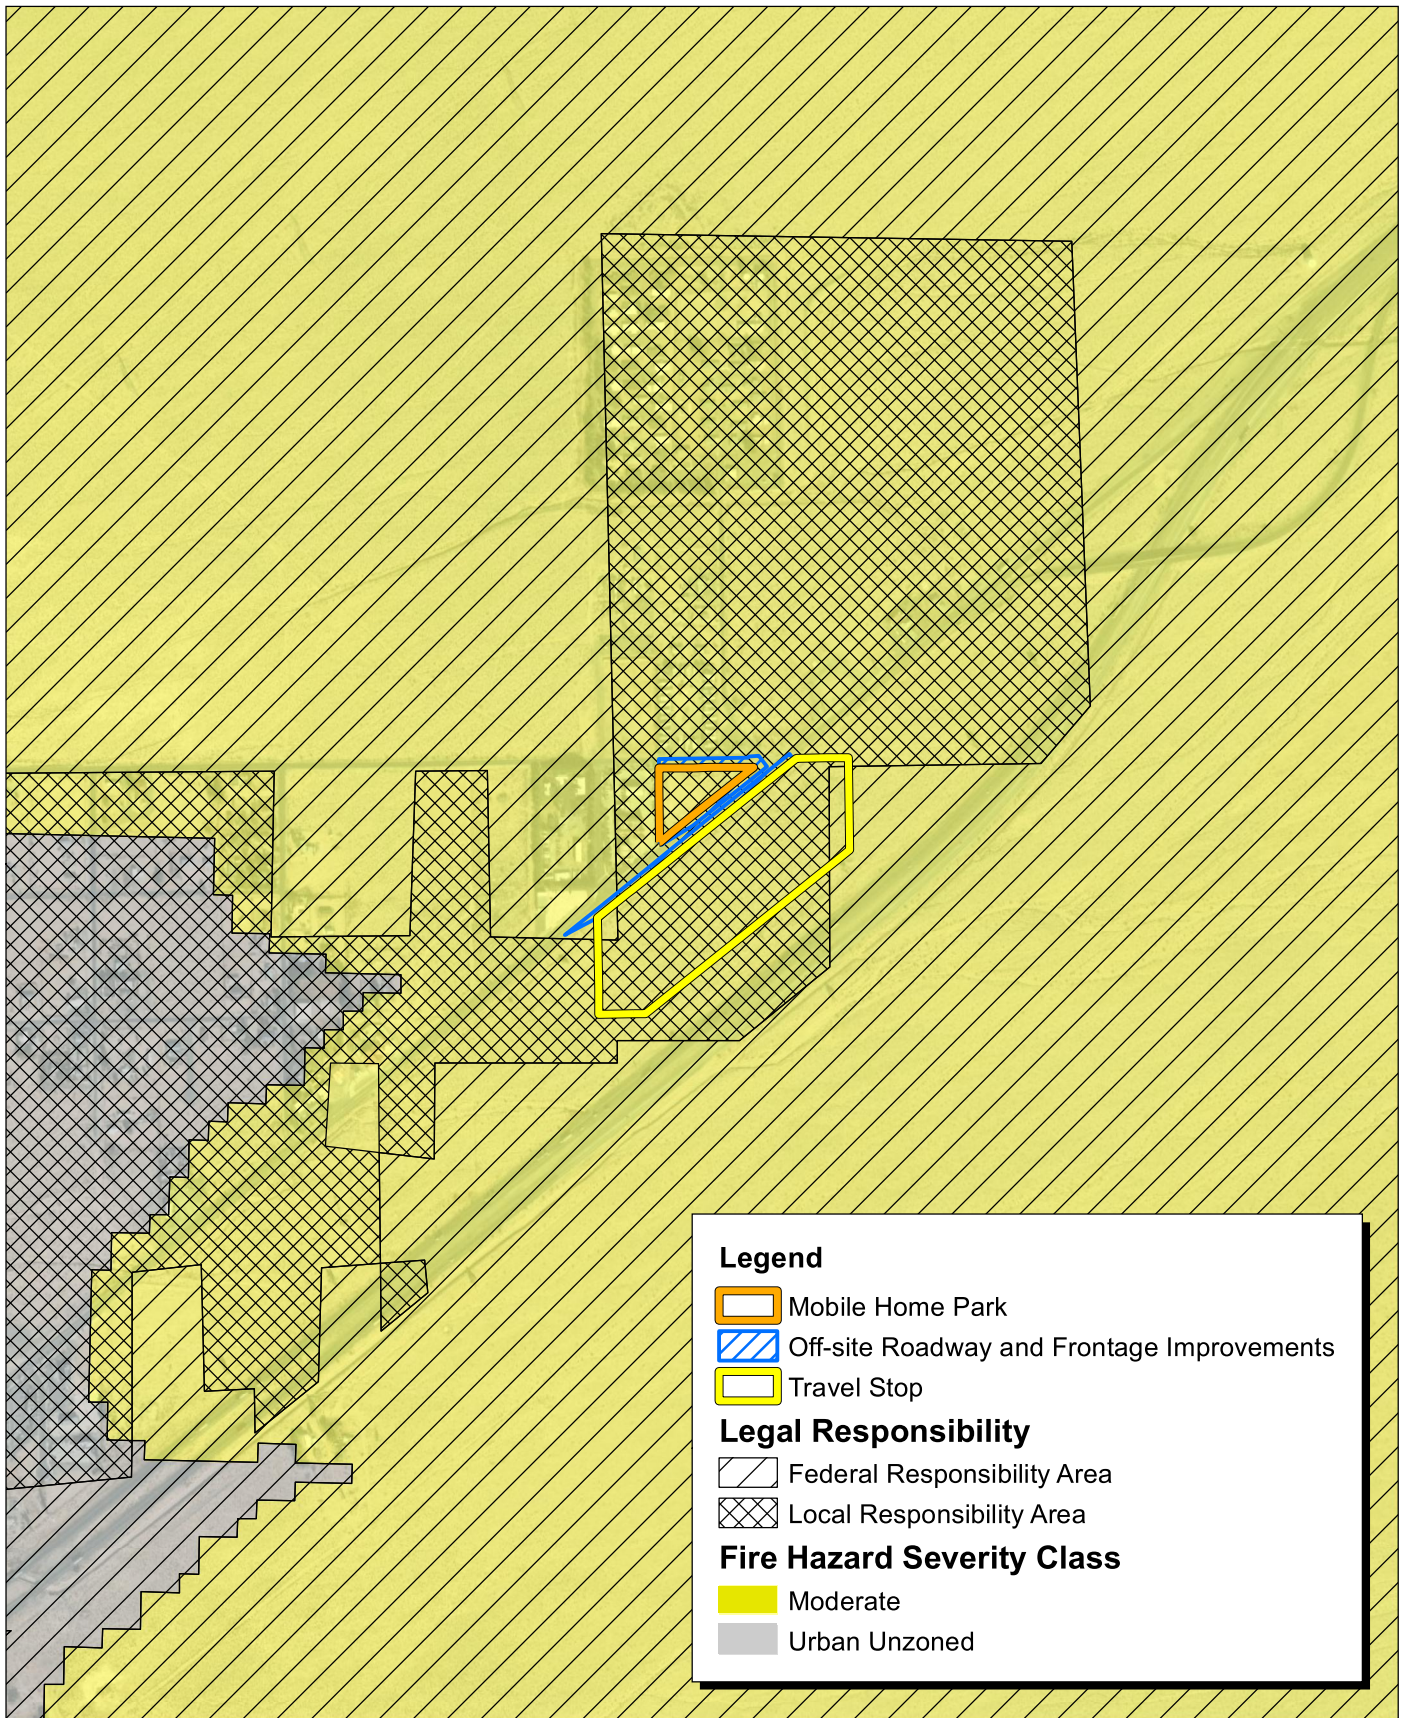 Legend
Mobile Home Park
Off-site Roadway and Frontage Improvements
Travel Stop
Legal Responsibility
Federal Responsibility Area
Local Responsibility Area
Fire Hazard Severity Class
Moderate
Urban Unzoned